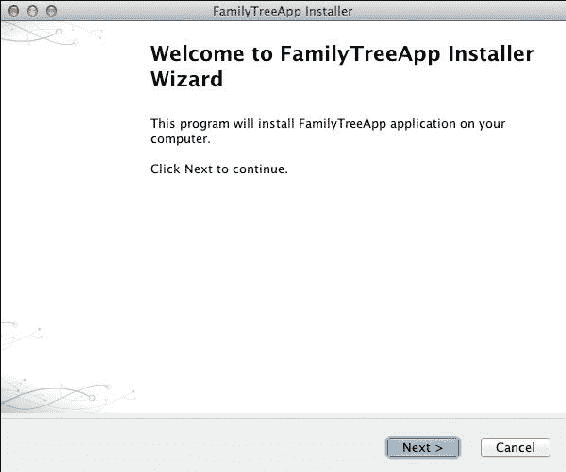 FamilyTreeApp Installer
Welcome to FamilyTreeApp Installer
Wizard
This program will install FamilyTreeApp application on your
computer.
Click Next to continue.
Next >
Cancel